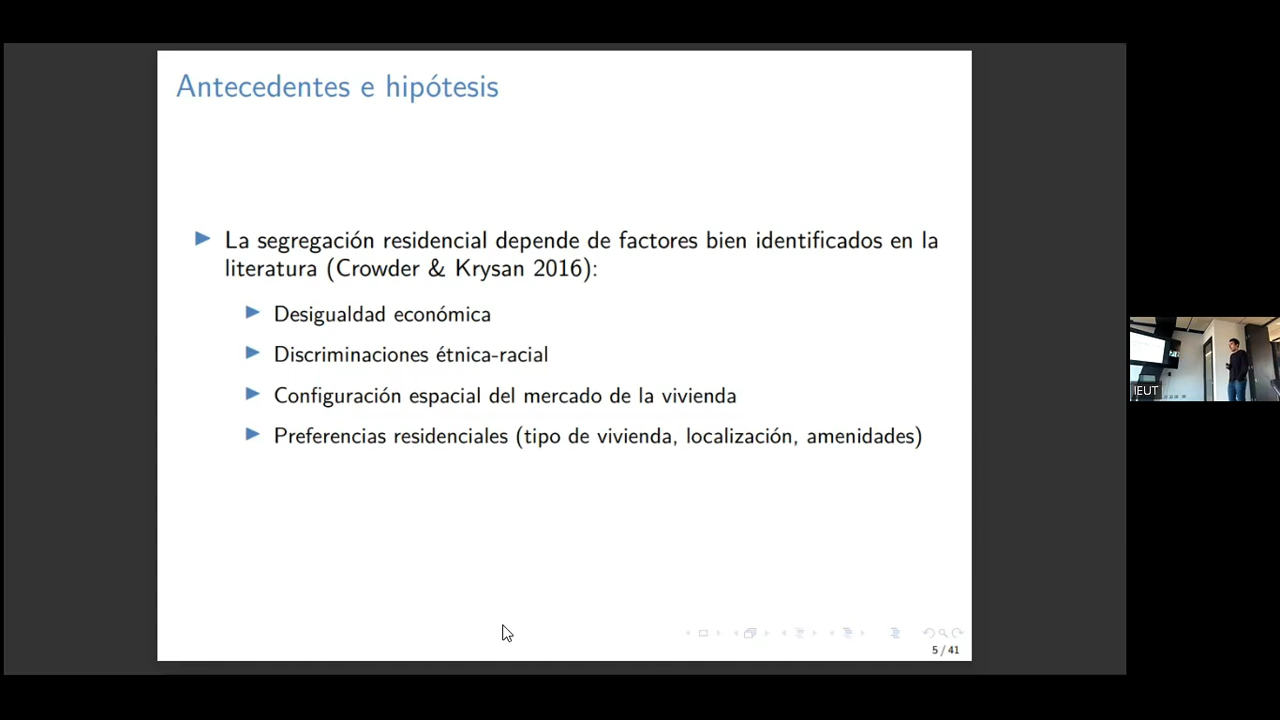 Antecedentes e hipótesis
La segregación residencial depende de factores bien identificados en la
literatura (Crowder & Krysan 2016):
Desigualdad económica
Discriminaciones étnica-racial
Configuración espacial del mercado de la vivienda
Preferencias residenciales (tipo de vivienda, localización, amenidades)
5 / 41
IEUT